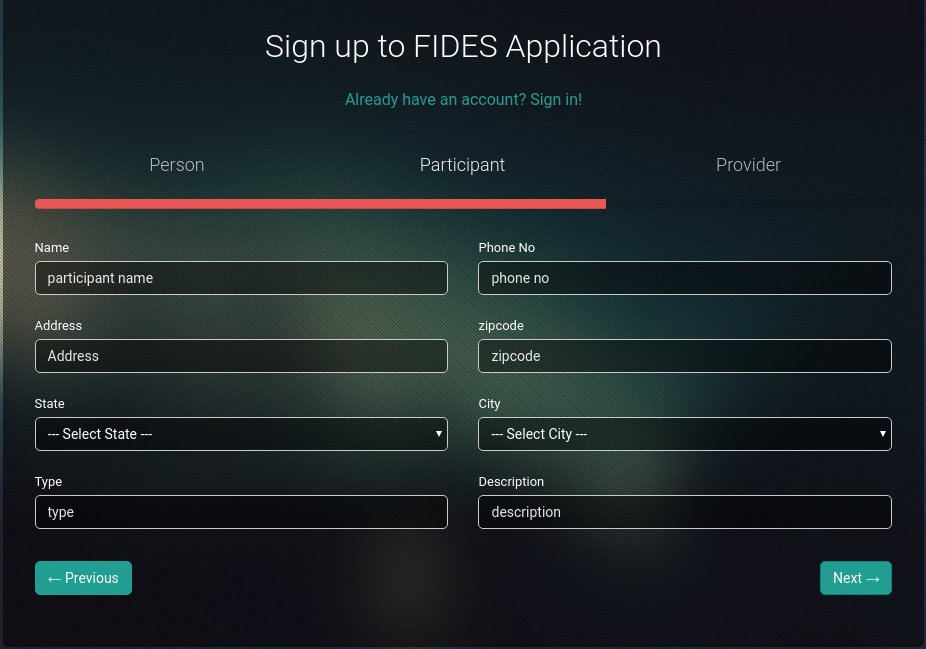 Sign up to FIDES Application
Already have an account? Sign in!
Person Participant Provider
Name Phone No
participant name phone no
Address zipcode
Address zipcode
State City
--- Select State --- --- Select City ---
Type Description
type description
← Previous Next →